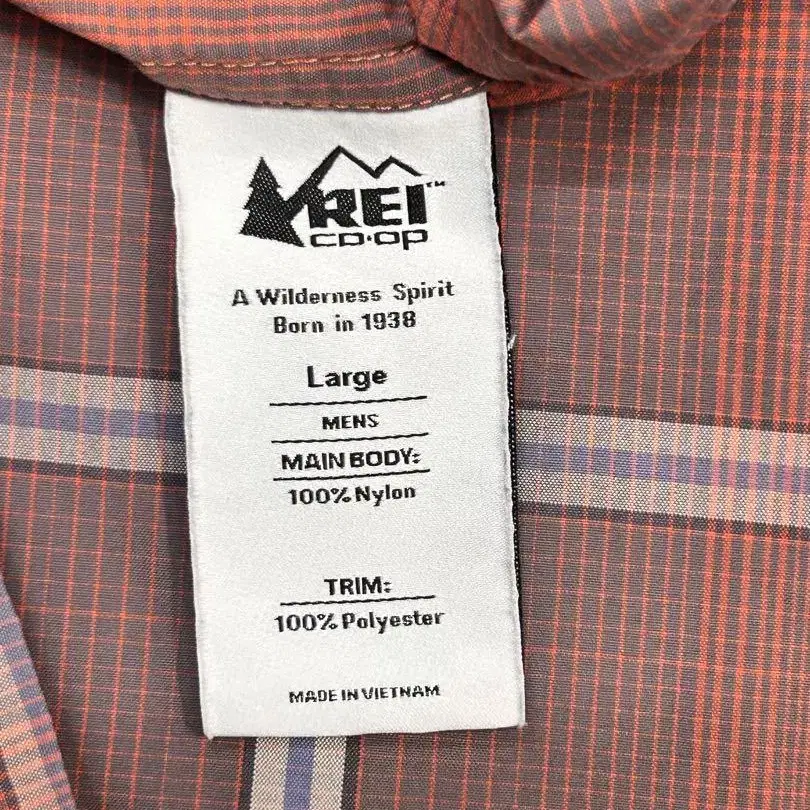 REI™
CO·OP
A Wilderness Spirit
Born in 1938
Large
MENS
MAIN BODY:
100% Nylon
TRIM:
100% Polyester
MADE IN VIETNAM